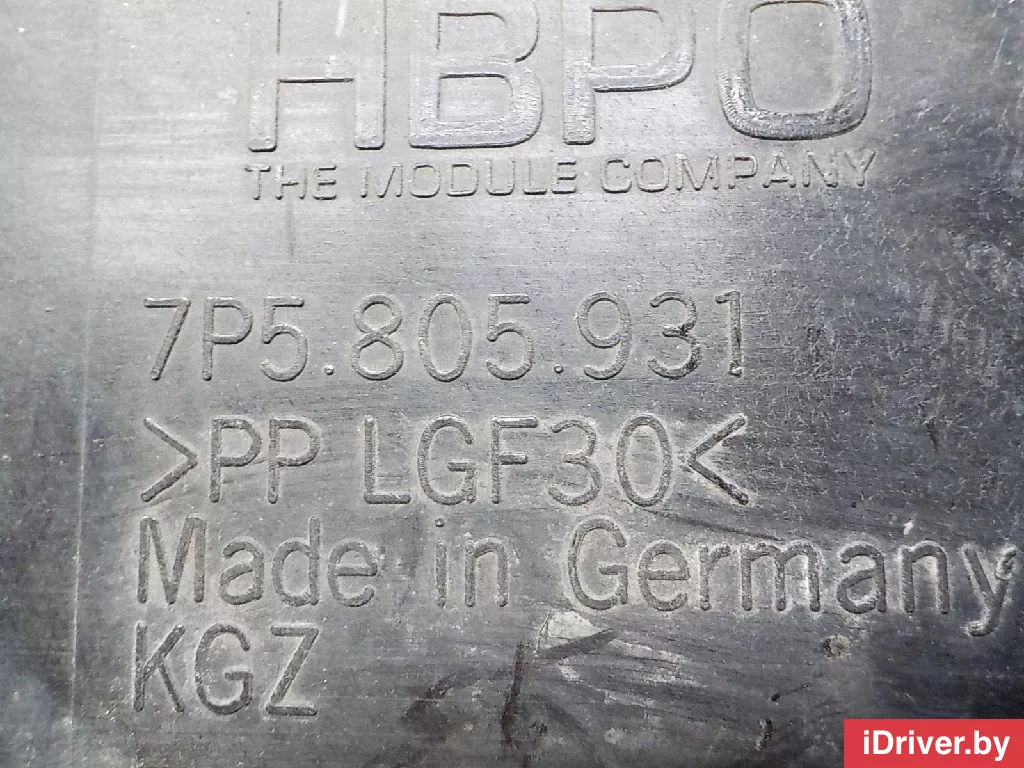 HBPO
THE MODULE COMPANY
7P5.805.931
>PP LGF30<
Made in Germany
KGZ
iDriver.by